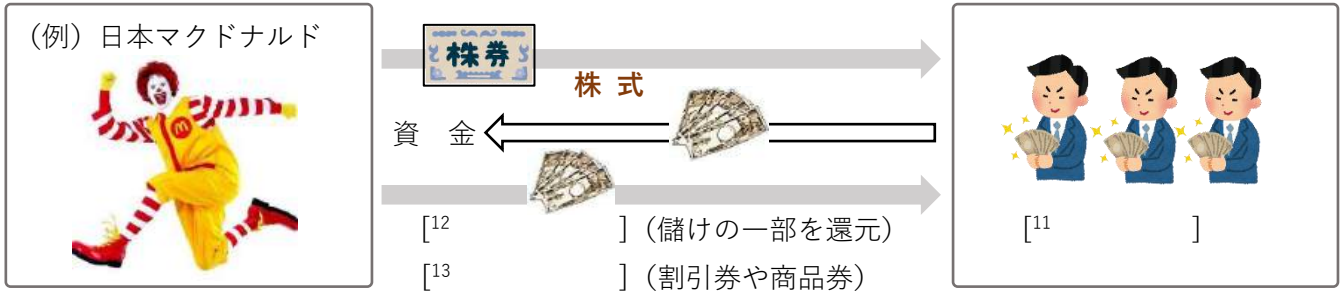 （例）日本マクドナルド
株券
株 式
資 金
[12 ]（儲けの一部を還元）
[13 ]（割引券や商品券）
[11 ]